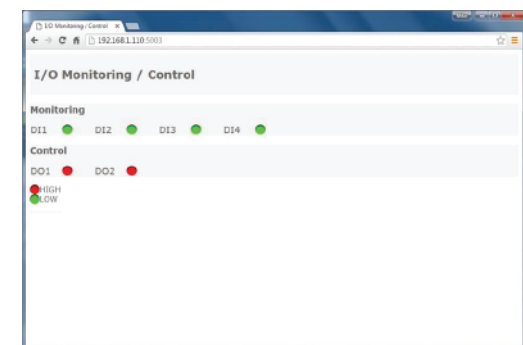 I/O Monitoring / Control
192.168.1.110:5003
I/O Monitoring / Control
Monitoring
DI1 DI2 DI3 DI4
Control
DO1 DO2
HIGH
LOW